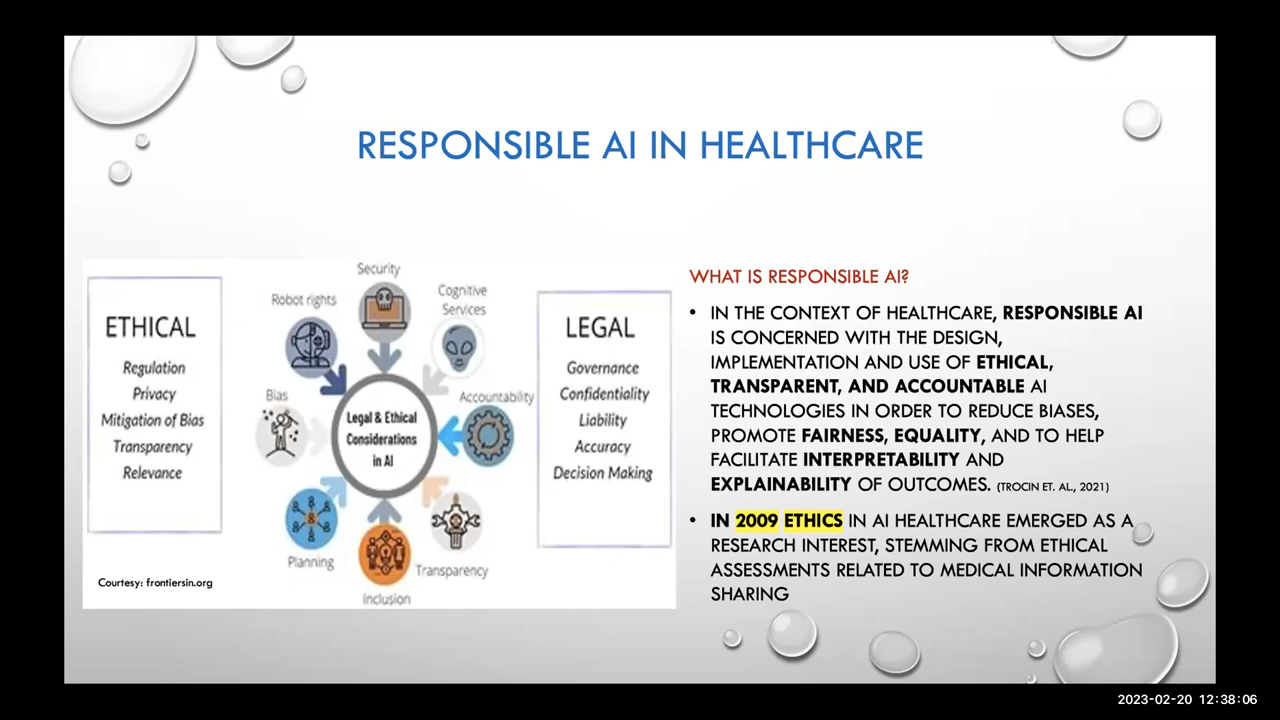 RESPONSIBLE AI IN HEALTHCARE
ETHICAL
Regulation
Privacy
Mitigation of Bias
Transparency
Relevance
Security
Robot rights
Cognitive
Services
Bias
Accountability
Legal & Ethical
Considerations
in AI
Planning
Transparency
Inclusion
LEGAL
Governance
Confidentiality
Liability
Accuracy
Decision Making
Courtesy: frontiersin.org
WHAT IS RESPONSIBLE AI?
• IN THE CONTEXT OF HEALTHCARE, RESPONSIBLE AI
IS CONCERNED WITH THE DESIGN,
IMPLEMENTATION AND USE OF ETHICAL,
TRANSPARENT, AND ACCOUNTABLE AI
TECHNOLOGIES IN ORDER TO REDUCE BIASES,
PROMOTE FAIRNESS, EQUALITY, AND TO HELP
FACILITATE INTERPRETABILITY AND
EXPLAINABILITY OF OUTCOMES. (TROCIN ET. AL., 2021)
• IN 2009 ETHICS IN AI HEALTHCARE EMERGED AS A
RESEARCH INTEREST, STEMMING FROM ETHICAL
ASSESSMENTS RELATED TO MEDICAL INFORMATION
SHARING
2023-02-20 12:38:06